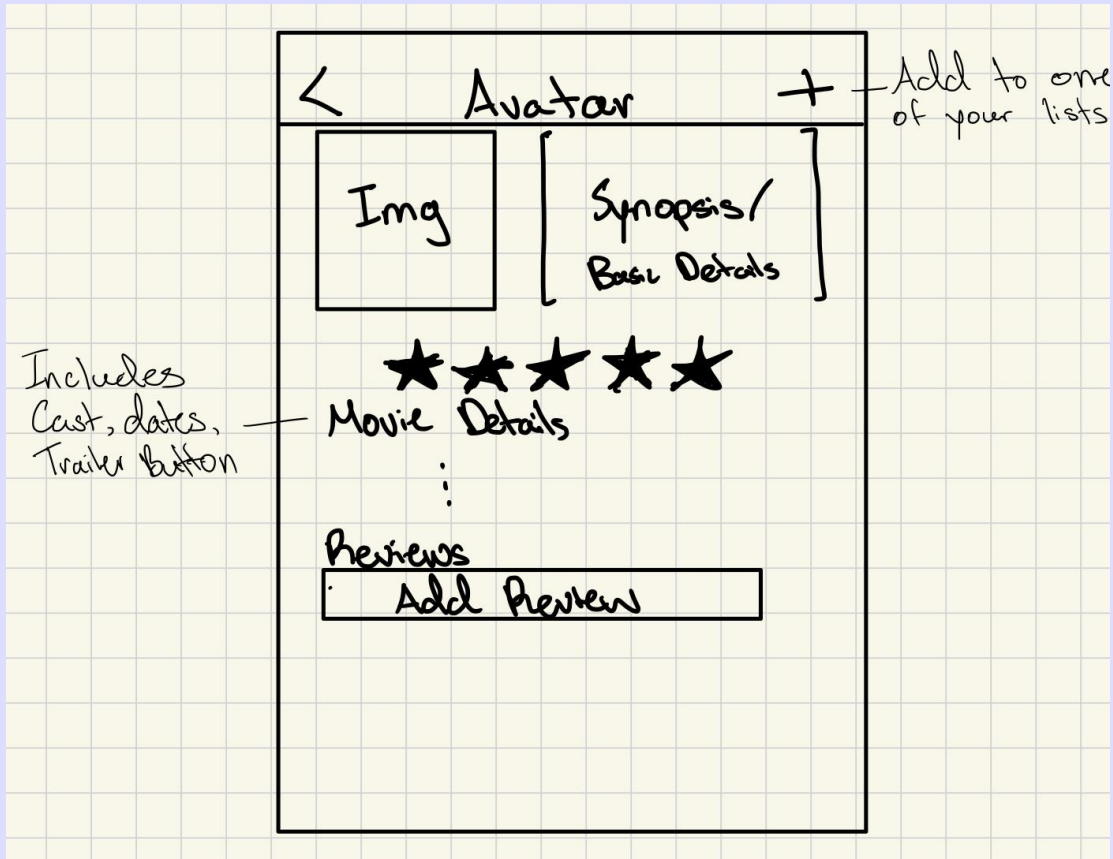 < Avatar +
Add to one
of your lists
Img
Synopsis/
Basic Details
Includes
Cast, dates,
Trailer Button
Movie Details
Reviews
Add Review